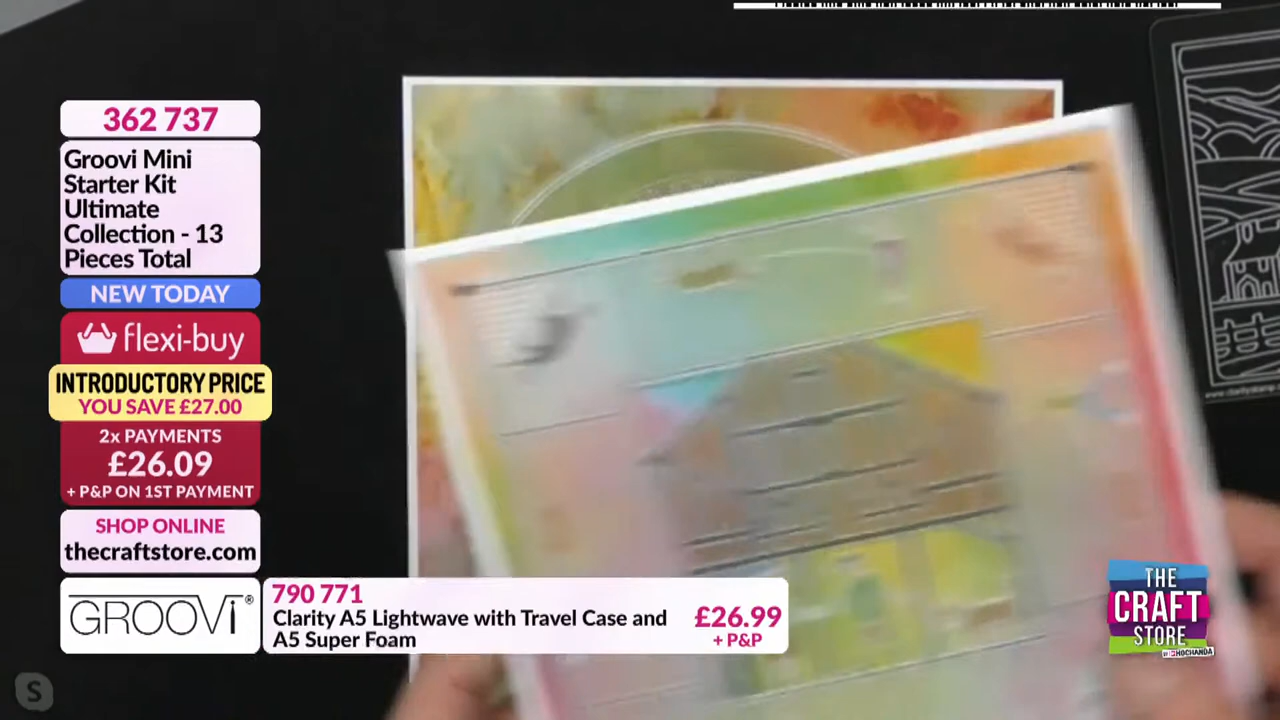 362 737
Groovi Mini
Starter Kit
Ultimate
Collection - 13
Pieces Total
NEW TODAY
flexi-buy
INTRODUCTORY PRICE
YOU SAVE £27.00
2x PAYMENTS
£26.09
+ P&P ON 1ST PAYMENT
SHOP ONLINE
thecraftstore.com
GROOVi®
790 771
Clarity A5 Lightwave with Travel Case and
A5 Super Foam
£26.99
+ P&P
THE
CRAFT
STORE
BY HOCHANDA
S